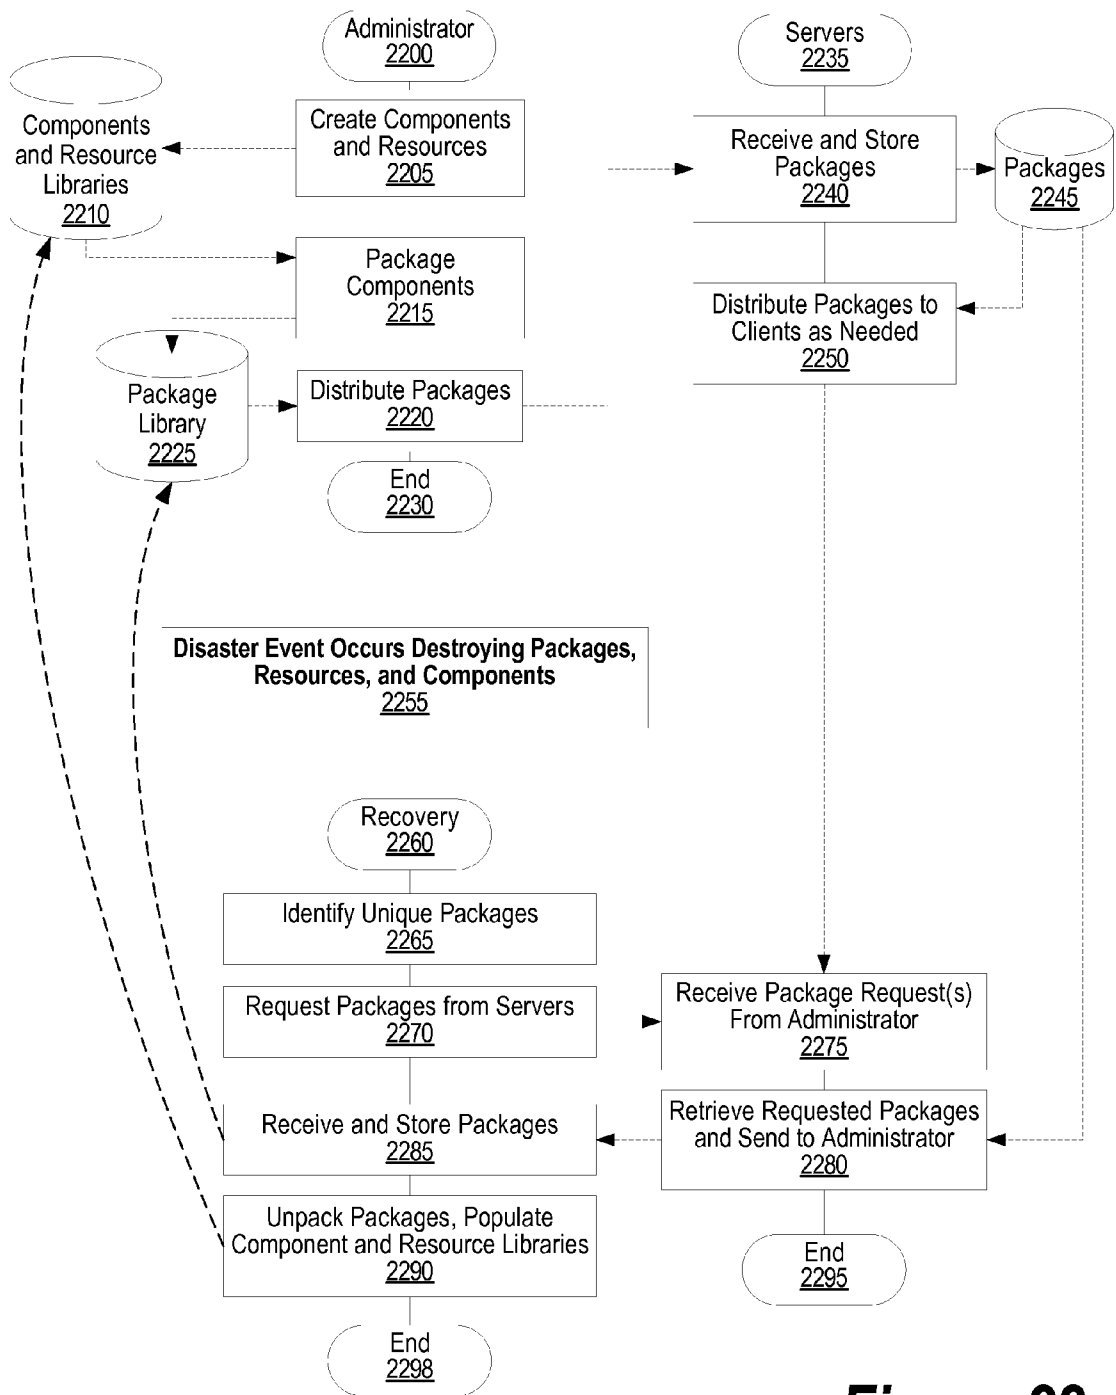 Administrator
2200
Servers
2235
Components
and Resource
Libraries
2210
Create Components
and Resources
2205
Receive and Store
Packages
2240
Packages
2245
Package
Components
2215
Distribute Packages to
Clients as Needed
2250
Package
Library
2225
Distribute Packages
2220
End
2230
Disaster Event Occurs Destroying Packages,
Resources, and Components
2255
Recovery
2260
Identify Unique Packages
2265
Request Packages from Servers
2270
Receive Package Request(s)
From Administrator
2275
Receive and Store Packages
2285
Retrieve Requested Packages
and Send to Administrator
2280
Unpack Packages, Populate
Component and Resource Libraries
2290
End
2295
End
2298